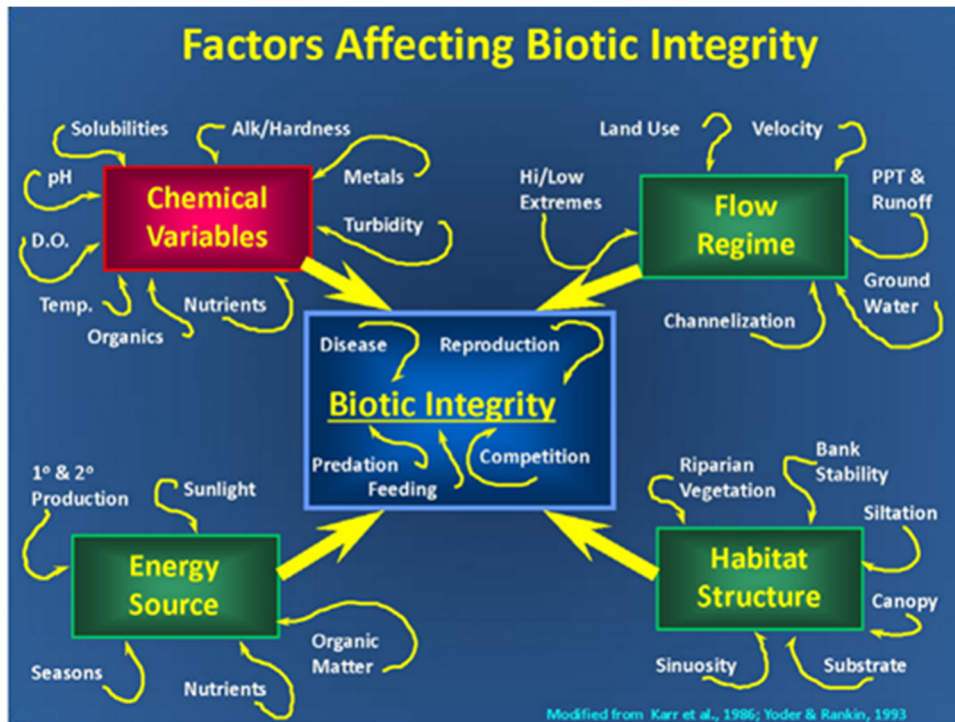 Factors Affecting Biotic Integrity
Solubilities
Alk/Hardness
pH
Metals
Chemical
Variables
D.O.
Turbidity
Temp.
Organics
Nutrients
Land Use
Velocity
Hi/Low
Extremes
PPT &
Runoff
Flow
Regime
Channelization
Ground
Water
Disease
Reproduction
Biotic Integrity
Predation
Feeding
Competition
1º & 2º
Production
Sunlight
Energy
Source
Seasons
Nutrients
Organic
Matter
Riparian
Vegetation
Bank
Stability
Siltation
Habitat
Structure
Canopy
Sinuosity
Substrate
Modified from Karr et al., 1986; Yoder & Rankin, 1993